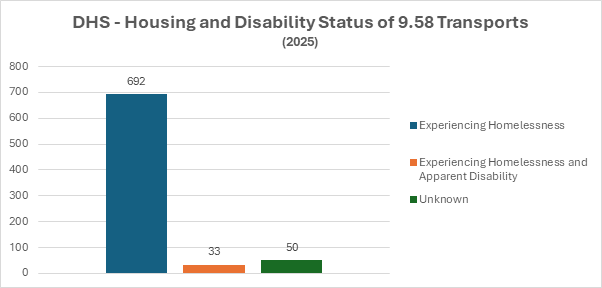 DHS - Housing and Disability Status of 9.58 Transports
(2025)
800
700
600
500
400
300
200
100
0
692
33
50
Experiencing Homelessness
Experiencing Homelessness and
Apparent Disability
Unknown